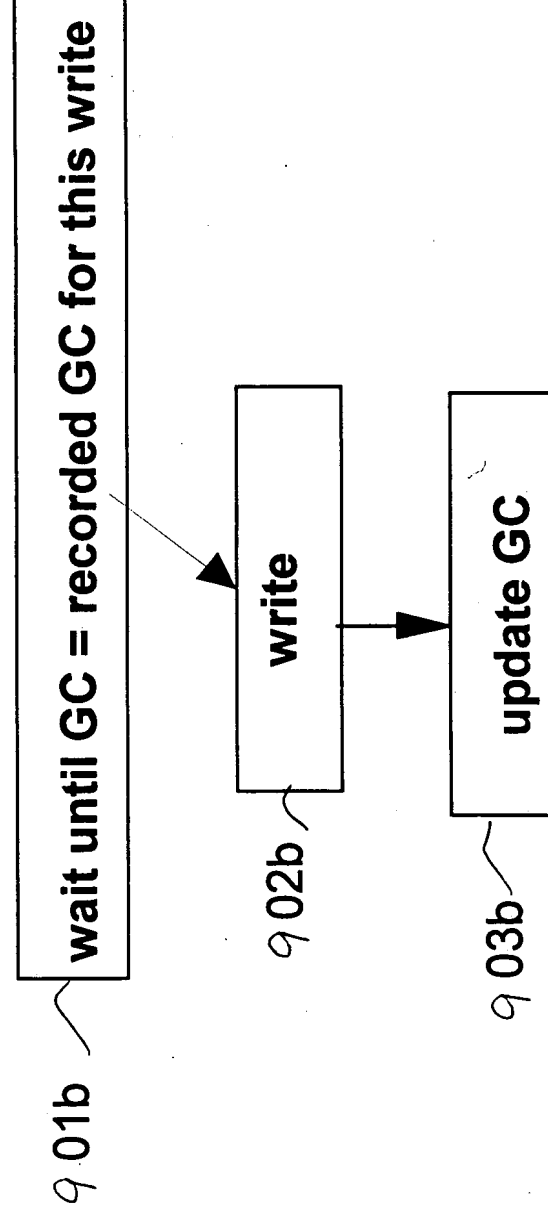 wait until GC = recorded GC for this write
901b
write
902b
update GC
903b